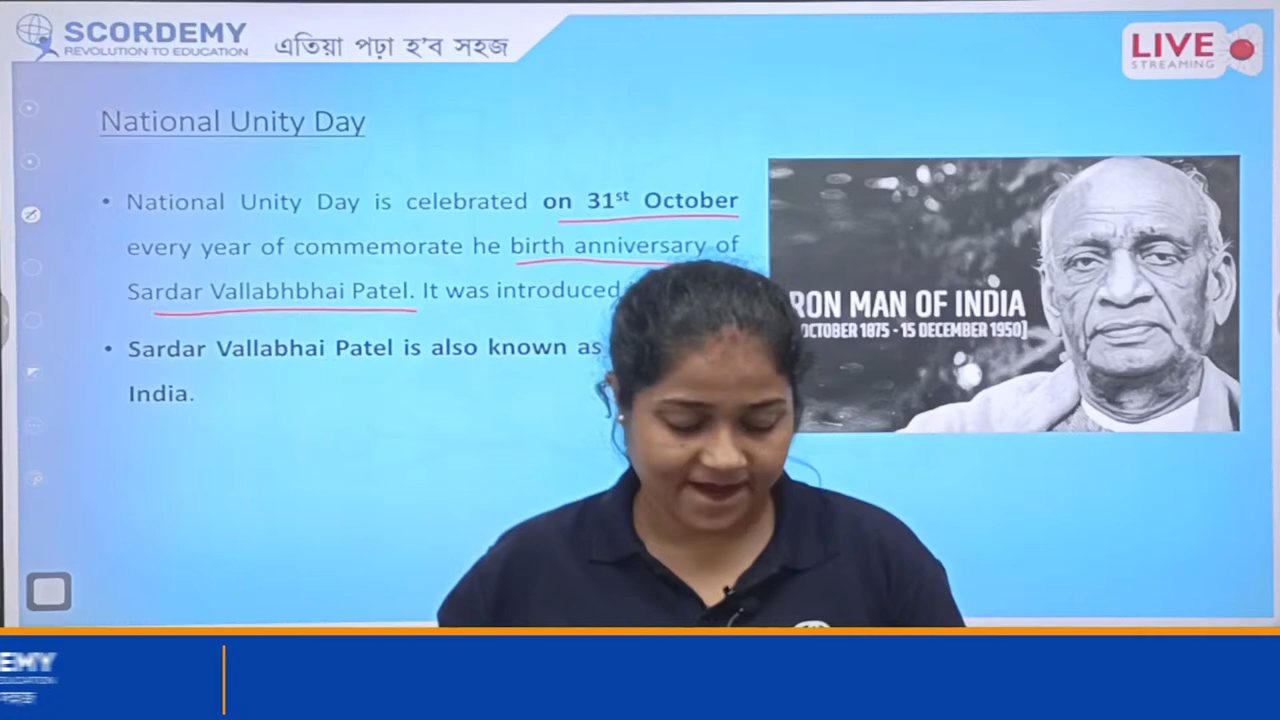 SCORDEMY
REVOLUTION TO EDUCATION
এতিয়া পঢ়া হ'ব সহজ
LIVE
STREAMING
National Unity Day
• National Unity Day is celebrated on 31st October
every year of commemorate he birth anniversary of
Sardar Vallabhbhai Patel. It was introduced
• Sardar Vallabhai Patel is also known as
India.
RON MAN OF INDIA
OCTOBER 1875 - 15 DECEMBER 1950]
EMY